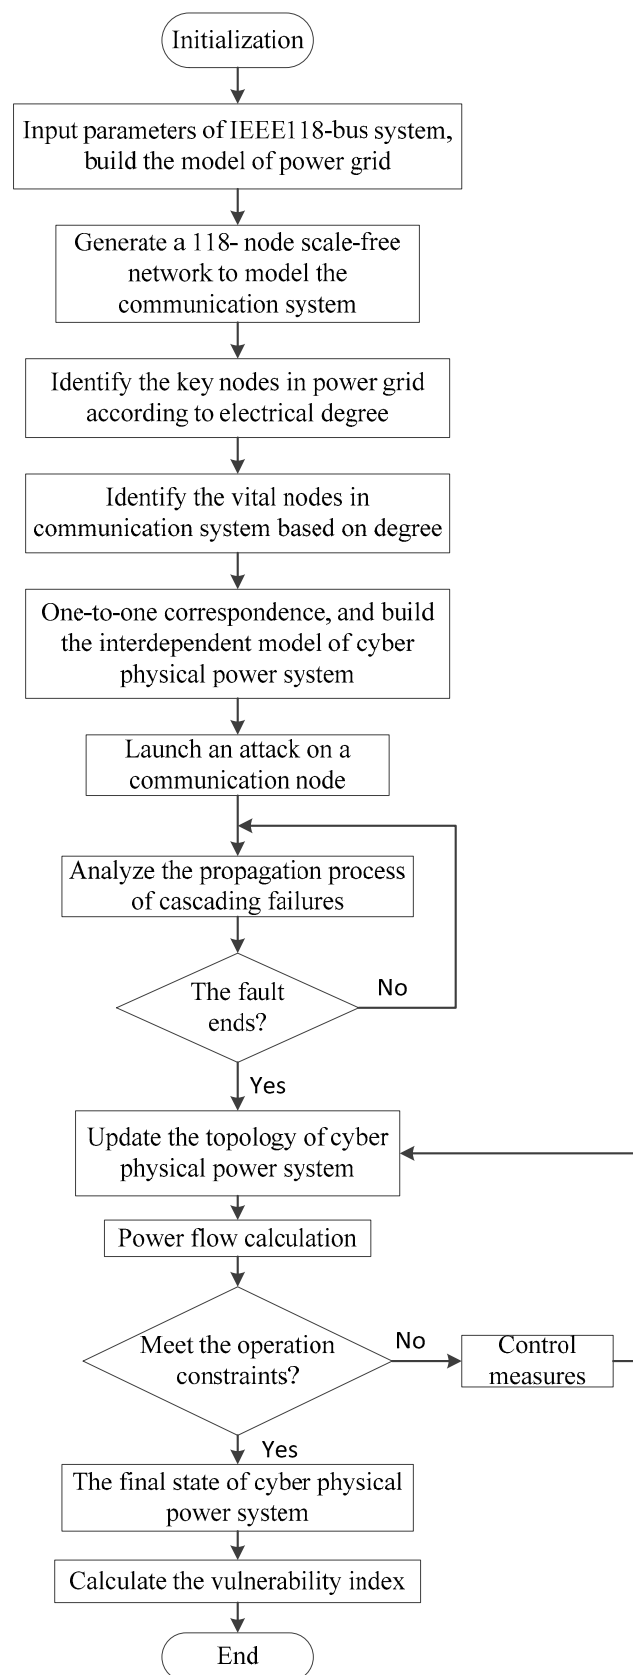 Initialization
Input parameters of IEEE118-bus system,
build the model of power grid
Generate a 118- node scale-free
network to model the
communication system
Identify the key nodes in power grid
according to electrical degree
Identify the vital nodes in
communication system based on degree
One-to-one correspondence, and build
the interdependent model of cyber
physical power system
Launch an attack on a
communication node
Analyze the propagation process
of cascading failures
The fault
ends?
No
Yes
Update the topology of cyber
physical power system
Power flow calculation
Meet the operation
constraints?
No
Control
measures
Yes
The final state of cyber physical
power system
Calculate the vulnerability index
End